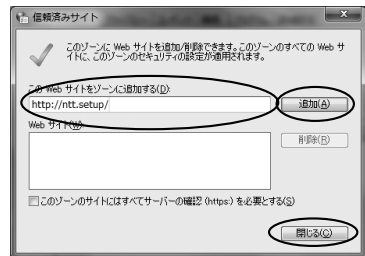 信頼済みサイト
このゾーンに Web サイトを追加/削除できます。このゾーンのすべての Web サ
イトに、このゾーンのセキュリティの設定が適用されます。
この Web サイトをゾーンに追加する(D):
http://ntt.setup/
追加(A)
Web サイト(W):
削除(R)
このゾーンのサイトにはすべてサーバーの確認 (https:) を必要とする(S)
閉じる(C)